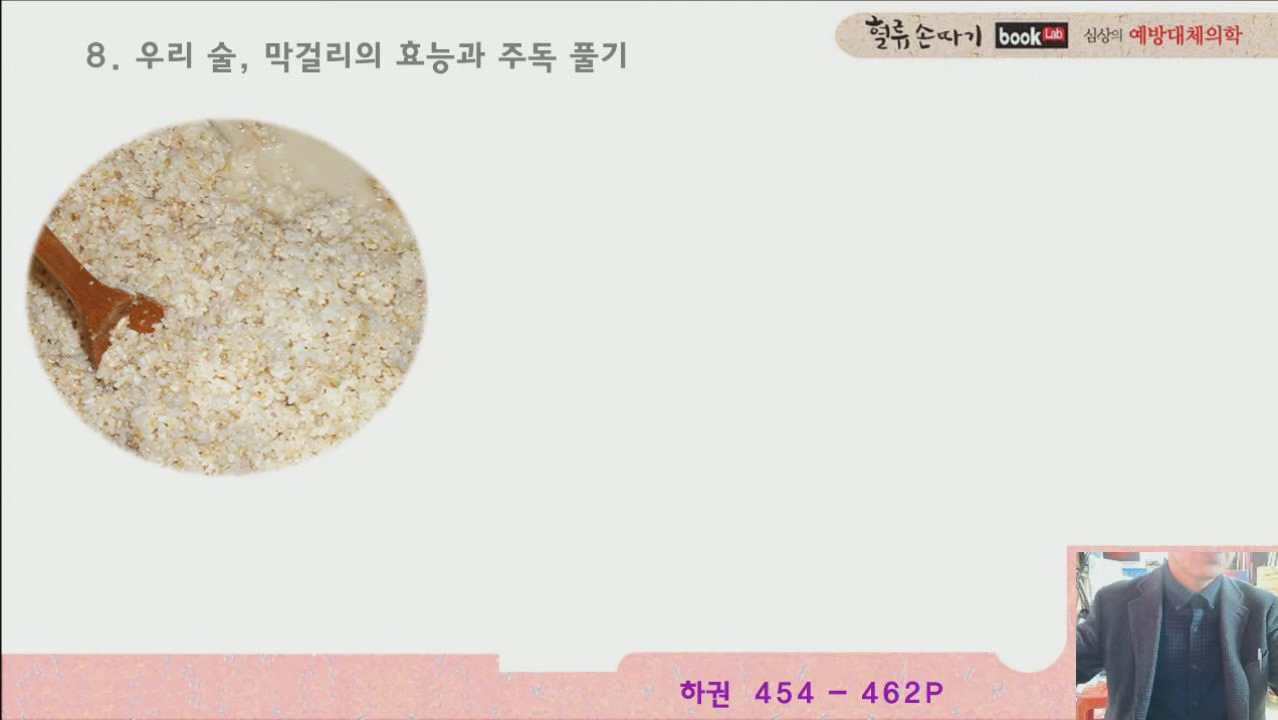 8. 우리 술, 막걸리의 효능과 주독 풀기
혈류 손따기 book Lab 심상의 예방대체의학
하권 454 - 462P